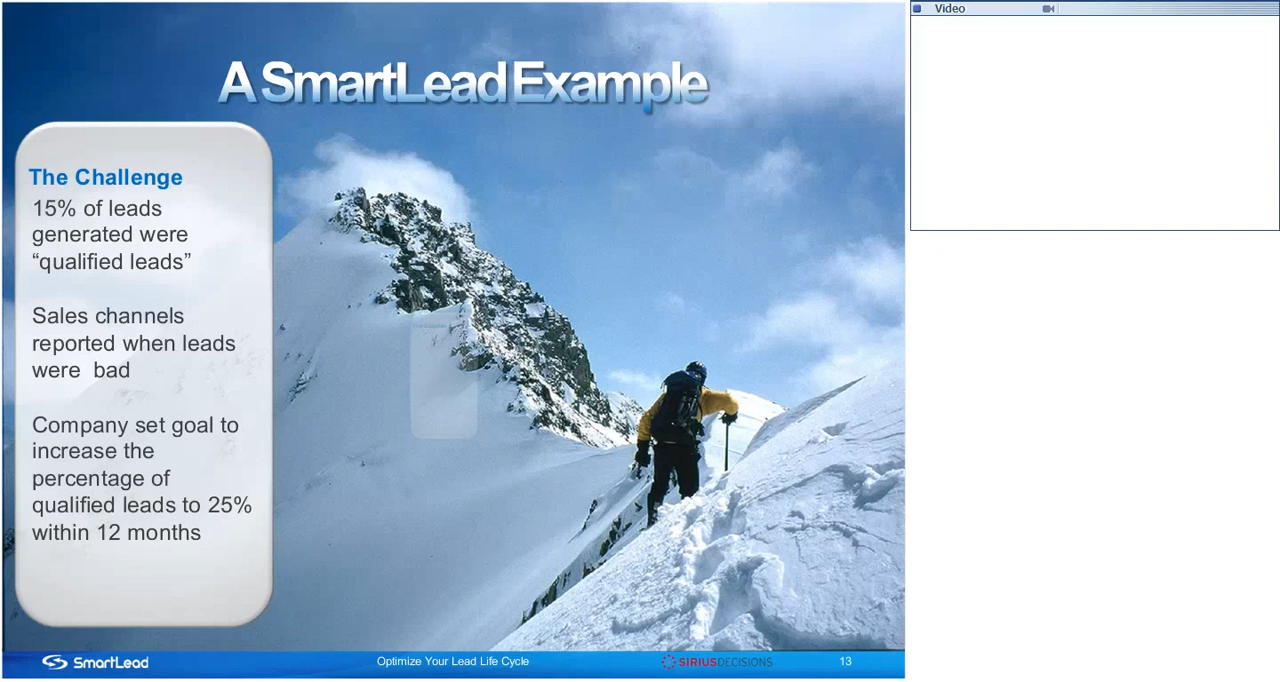 Video
A SmartLead Example
The Challenge
15% of leads
generated were
“qualified leads”
Sales channels
reported when leads
were  bad
Company set goal to
increase the
percentage of
qualified leads to 25%
within 12 months
SmartLead
Optimize Your Lead Life Cycle
SIRIUSDECISIONS
13